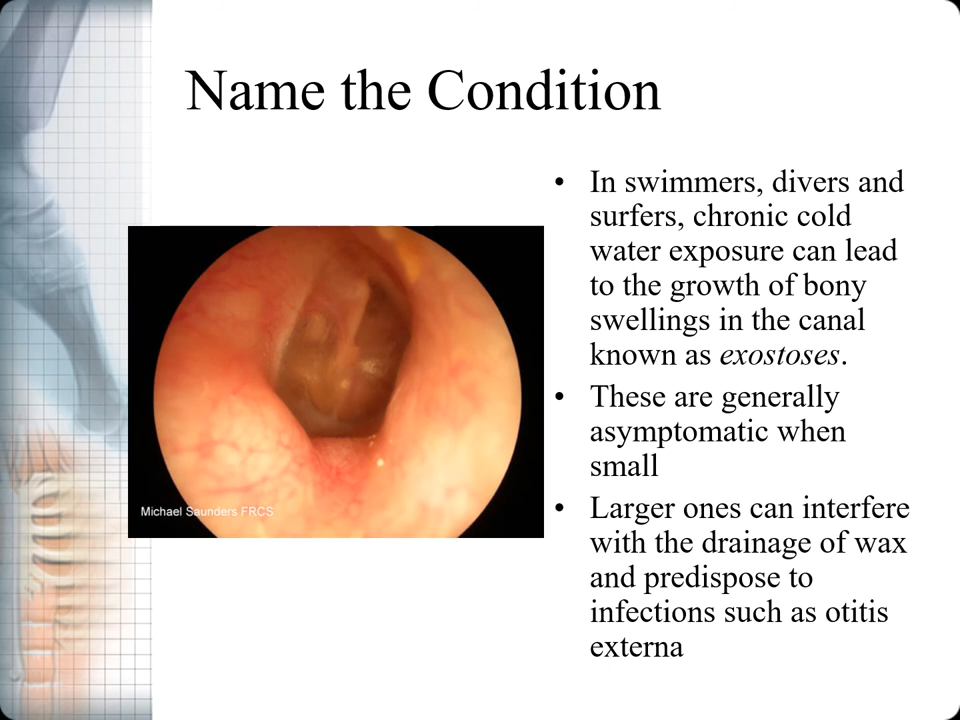 Name the Condition
• In swimmers, divers and
surfers, chronic cold
water exposure can lead
to the growth of bony
swellings in the canal
known as exostoses.
• These are generally
asymptomatic when
small
• Larger ones can interfere
with the drainage of wax
and predispose to
infections such as otitis
externa
Michael Saunders FRCS